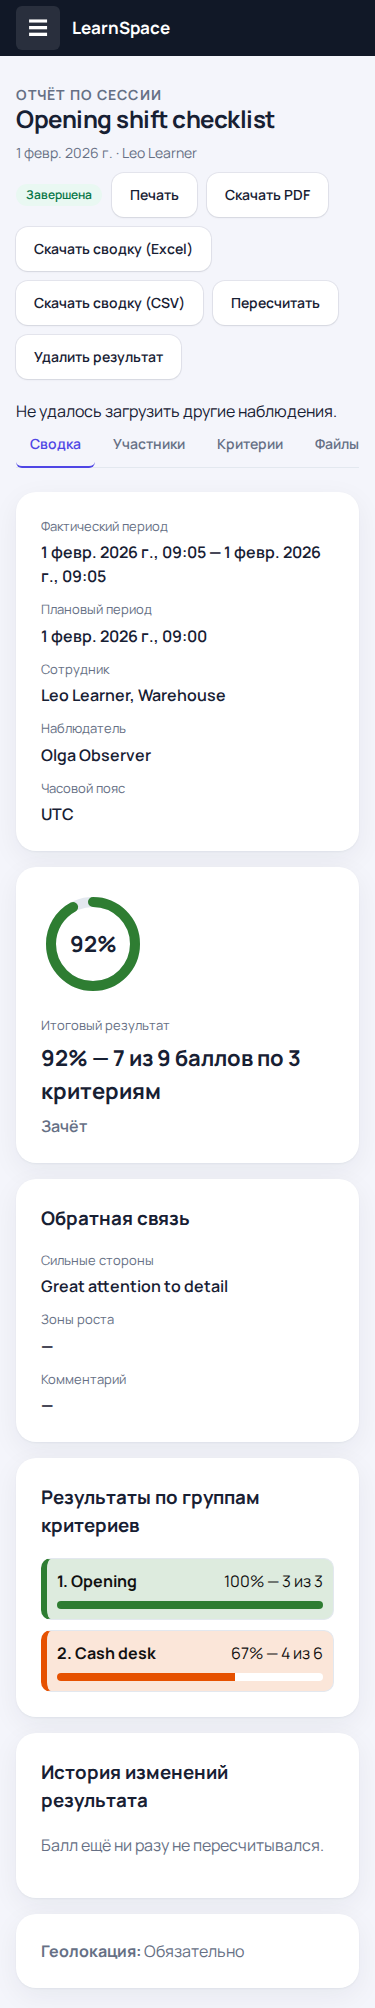 ☰ LearnSpace
ОТЧЁТ ПО СЕССИИ
Opening shift checklist
1 февр. 2026 г. · Leo Learner
Завершена Печать Скачать PDF
Скачать сводку (Excel)
Скачать сводку (CSV) Пересчитать
Удалить результат
Не удалось загрузить другие наблюдения.
Сводка Участники Критерии Файлы
Фактический период
1 февр. 2026 г., 09:05 — 1 февр. 2026
г., 09:05
Плановый период
1 февр. 2026 г., 09:00
Сотрудник
Leo Learner, Warehouse
Наблюдатель
Olga Observer
Часовой пояс
UTC
92%
Итоговый результат
92% — 7 из 9 баллов по 3
критериям
Зачёт
Обратная связь
Сильные стороны
Great attention to detail
Зоны роста
—
Комментарий
—
Результаты по группам
критериев
1. Opening 100% — 3 из 3
2. Cash desk 67% — 4 из 6
История изменений
результата
Балл ещё ни разу не пересчитывался.
Геолокация: Обязательно